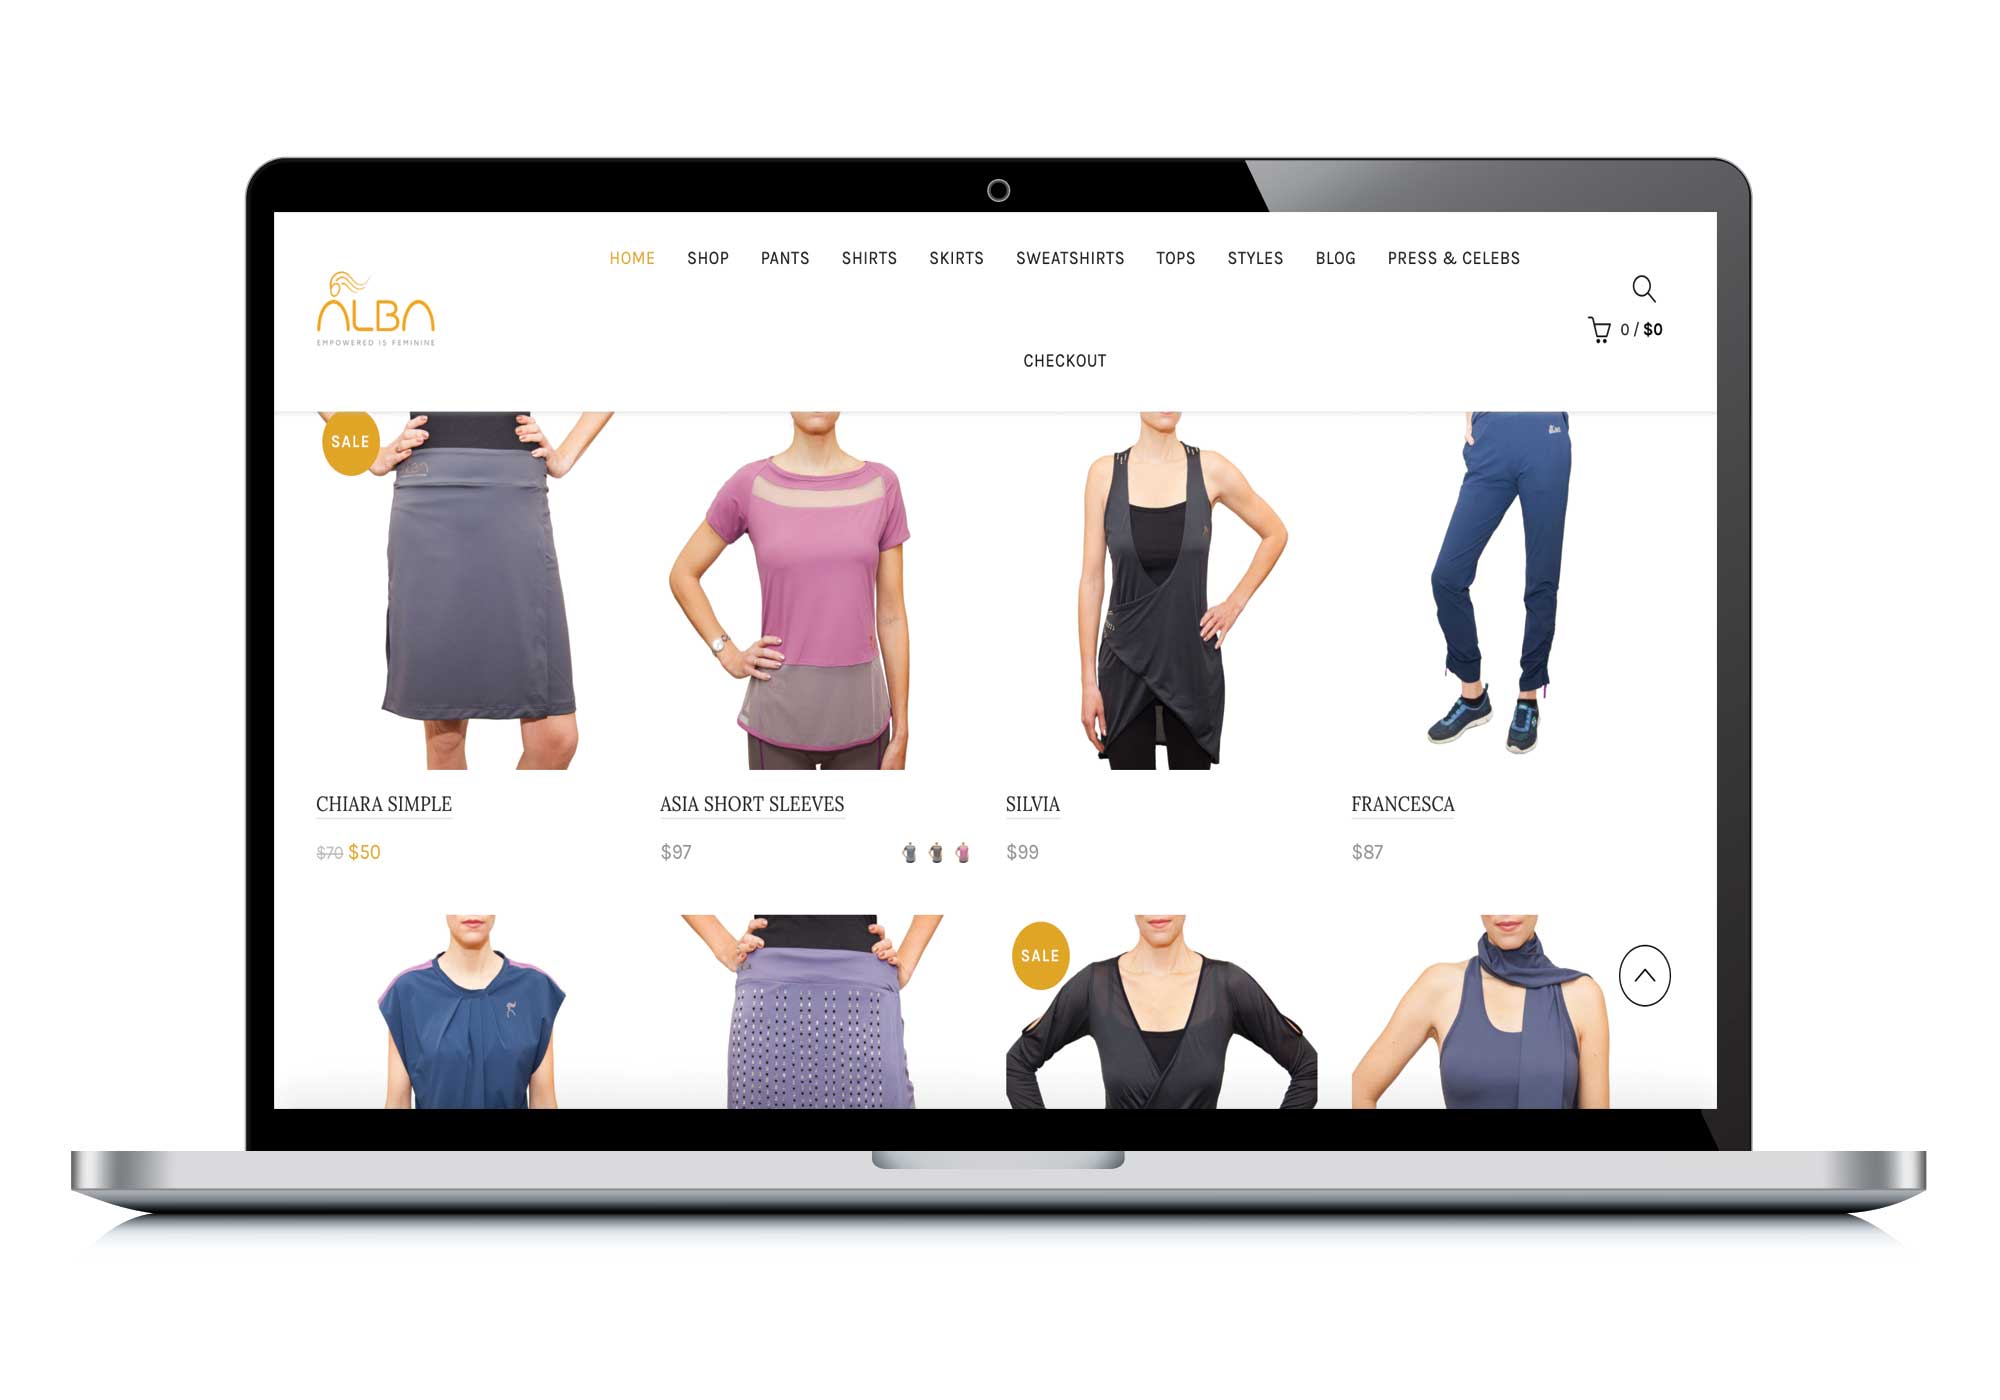 HOME SHOP PANTS SHIRTS SKIRTS SWEATSHIRTS TOPS STYLES BLOG PRESS & CELEBS
ALBA
EMPOWERED IS FEMININE
0 / $0
CHECKOUT
SALE
CHIARA SIMPLE
$70 $50
ASIA SHORT SLEEVES
$97
SILVIA
$99
FRANCESCA
$87
SALE